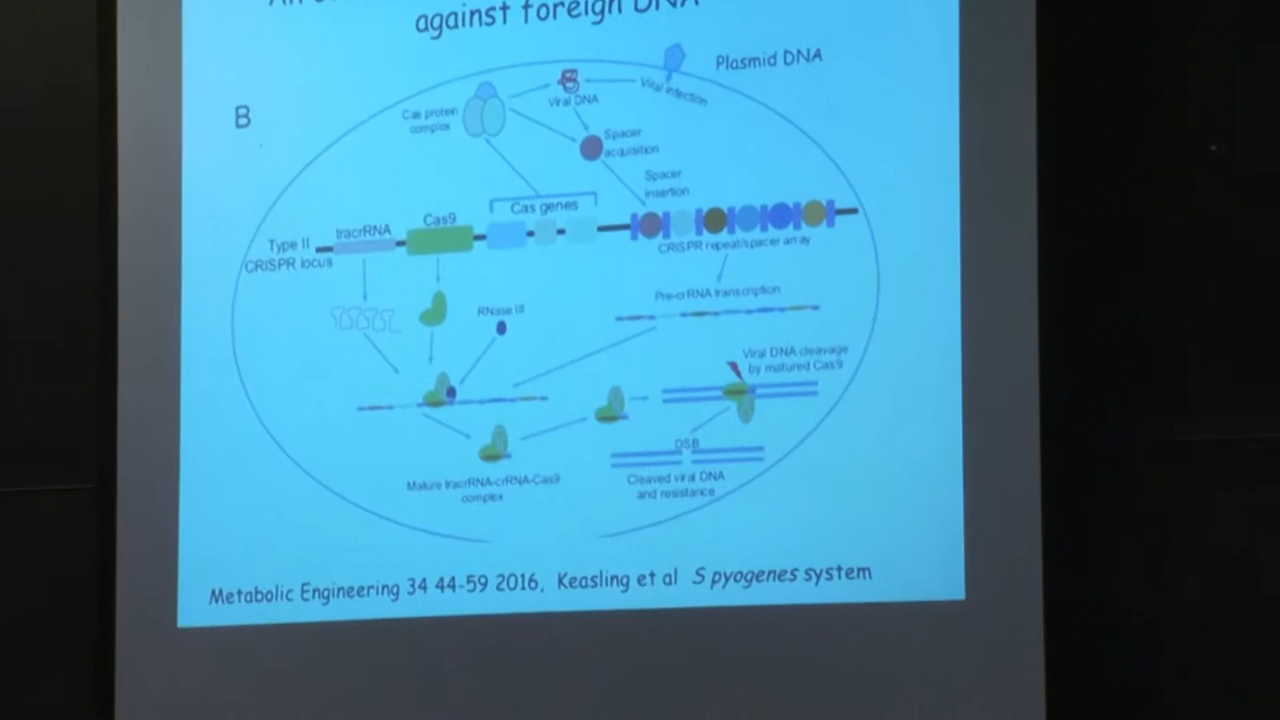 against foreign DNA
Plasmid DNA
B
Viral infection
Viral DNA
Cas protein
complex
Spacer
acquisition
Spacer
insertion
Cas genes
Cas9
tracrRNA
Type II
CRISPR locus
CRISPR repeat/spacer array
Pre-crRNA transcription
RNase III
Viral DNA cleavage
by matured Cas9
DSB
Mature tracrRNA-crRNA-Cas9
complex
Cleaved viral DNA
and resistance
Metabolic Engineering 34 44-59 2016, Keasling et al S pyogenes system